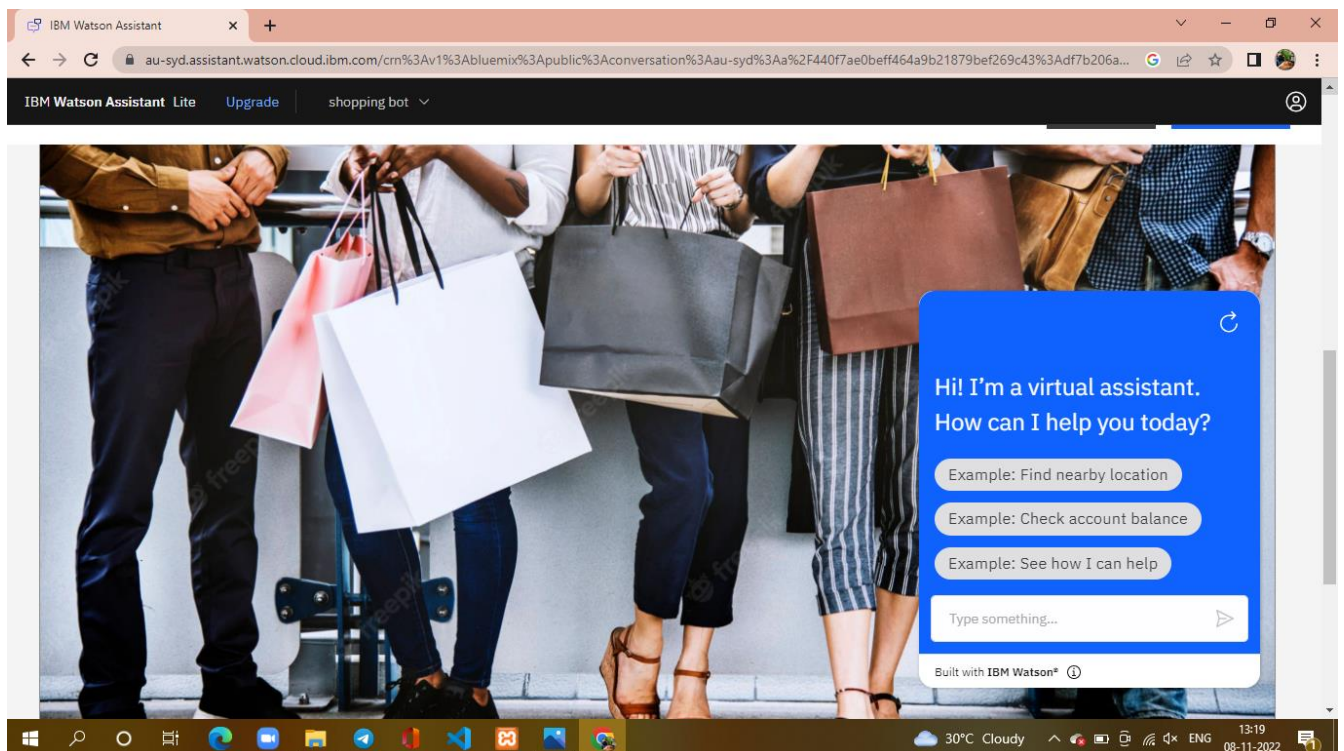 IBM Watson Assistant
au-syd.assistant.watson.cloud.ibm.com/crn%3Av1%3Abluemix%3Apublic%3Aconversation%3Aau-syd%3Aa%2F440f7ae0beff464a9b21879bef269c43%3Adf7b206a...
IBM Watson Assistant Lite Upgrade shopping bot
Hi! I'm a virtual assistant.
How can I help you today?
Example: Find nearby location
Example: Check account balance
Example: See how I can help
Type something...
Built with IBM Watson®
freepik
freepik
freepik
30°C Cloudy ENG 13:19
08-11-2022